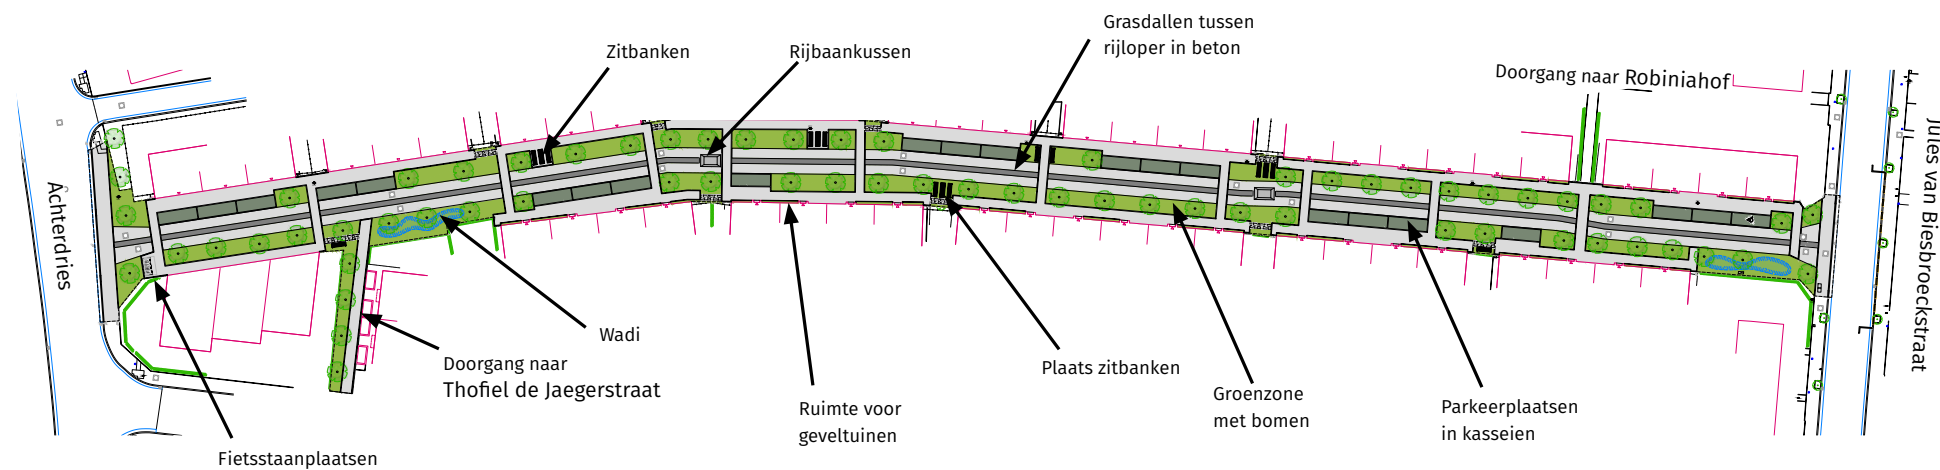 Zitbanken
Rijbaankussen
Grasdallen tussen
rijloper in beton
Doorgang naar Robiniahof
Achterdries
Jules van Biesbroeckstraat
Wadi
Doorgang naar
Thofiel de Jaegerstraat
Plaats zitbanken
Ruimte voor
geveltuinen
Groenzone
met bomen
Parkeerplaatsen
in kasseien
Fietsstaanplaatsen